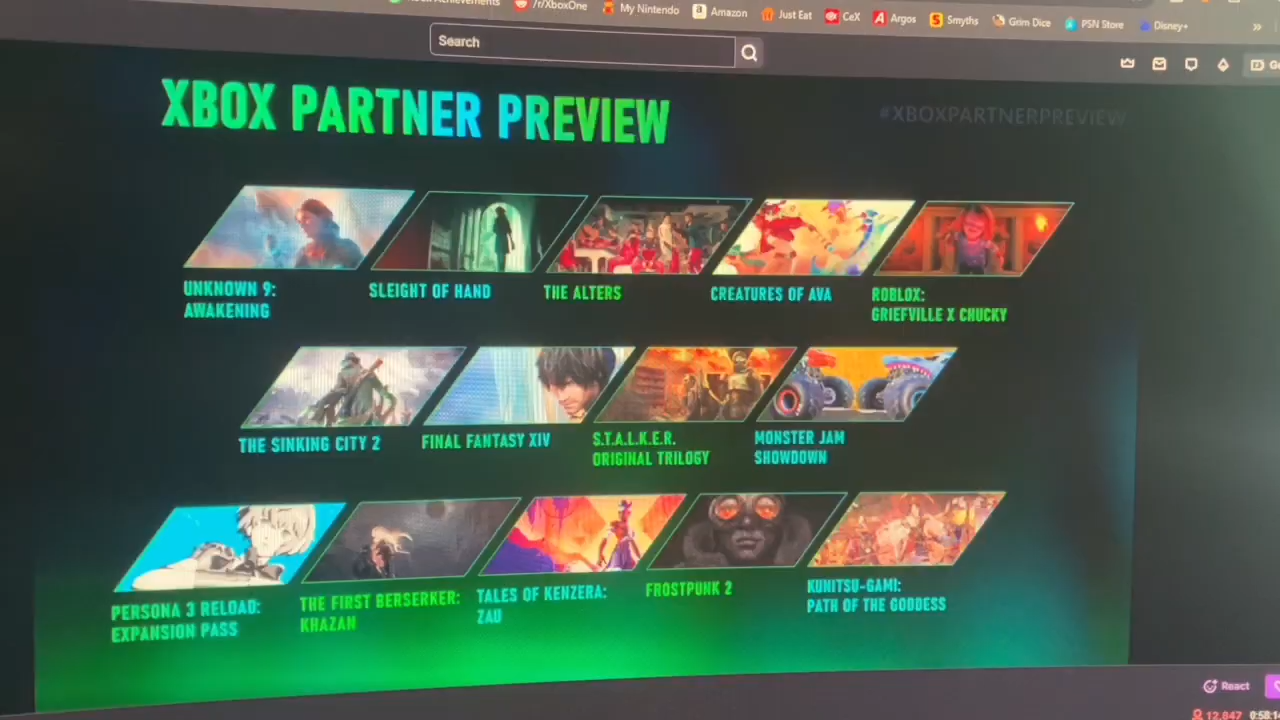 Xbox Achievements
/r/XboxOne
My Nintendo
Amazon
Just Eat
CeX
Argos
Smyths
Grim Dice
PSN Store
Disney+
Search
XBOX PARTNER PREVIEW
#XBOXPARTNERPREVIEW
UNKNOWN 9:
AWAKENING
SLEIGHT OF HAND
THE ALTERS
CREATURES OF AVA
ROBLOX:
GRIEFVILLE X CHUCKY
THE SINKING CITY 2
FINAL FANTASY XIV
S.T.A.L.K.E.R.
ORIGINAL TRILOGY
MONSTER JAM
SHOWDOWN
PERSONA 3 RELOAD:
EXPANSION PASS
THE FIRST BERSERKER:
KHAZAN
TALES OF KENZERA:
ZAU
FROSTPUNK 2
KUNITSU-GAMI:
PATH OF THE GODDESS
React
12,847